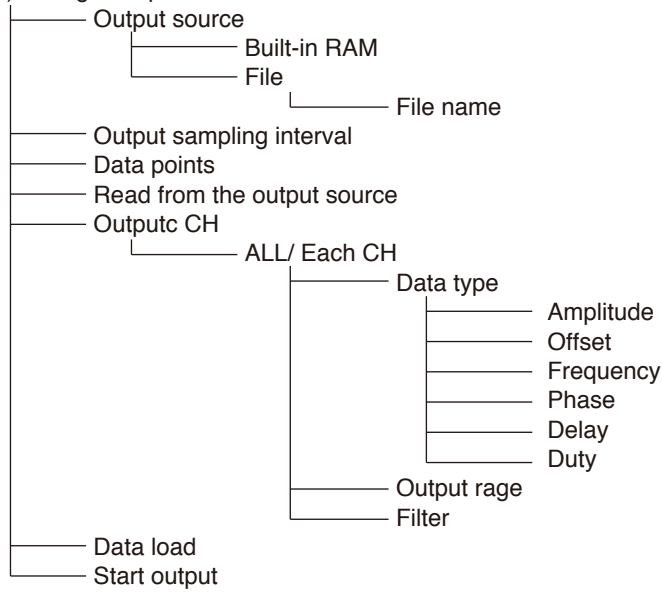 Output source
Built-in RAM
File
File name
Output sampling interval
Data points
Read from the output source
Outputc CH
ALL/ Each CH
Data type
Amplitude
Offset
Frequency
Phase
Delay
Duty
Output rage
Filter
Data load
Start output